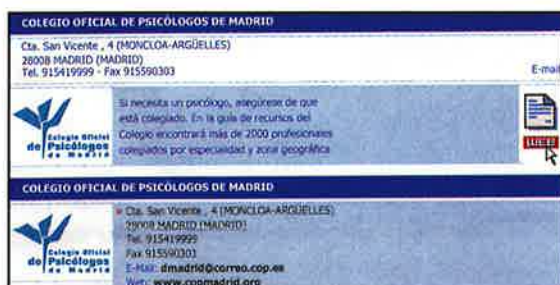 COLEGIO OFICIAL DE PSICÓLOGOS DE MADRID
Cta. San Vicente , 4 (MONCLOA-ARGÜELLES)
28008 MADRID (MADRID)
Tel. 915419999 - Fax 915590303
E-mail
Colegio Oficial
de Psicólogos
de Madrid
Si necesita un psicólogo, asegúrese de que
está colegiado. En la guía de recursos del
Colegio encontrará más de 2000 profesionales
colegiados por especialidad y zona geográfica
COLEGIO OFICIAL DE PSICÓLOGOS DE MADRID
Colegio Oficial
de Psicólogos
de Madrid
Cta. San Vicente , 4 (MONCLOA-ARGÜELLES)
28008 MADRID (MADRID)
Tel. 915419999
Fax 915590303
E-Mail: dmadrid@correo.cop.es
Web: www.copmadrid.org